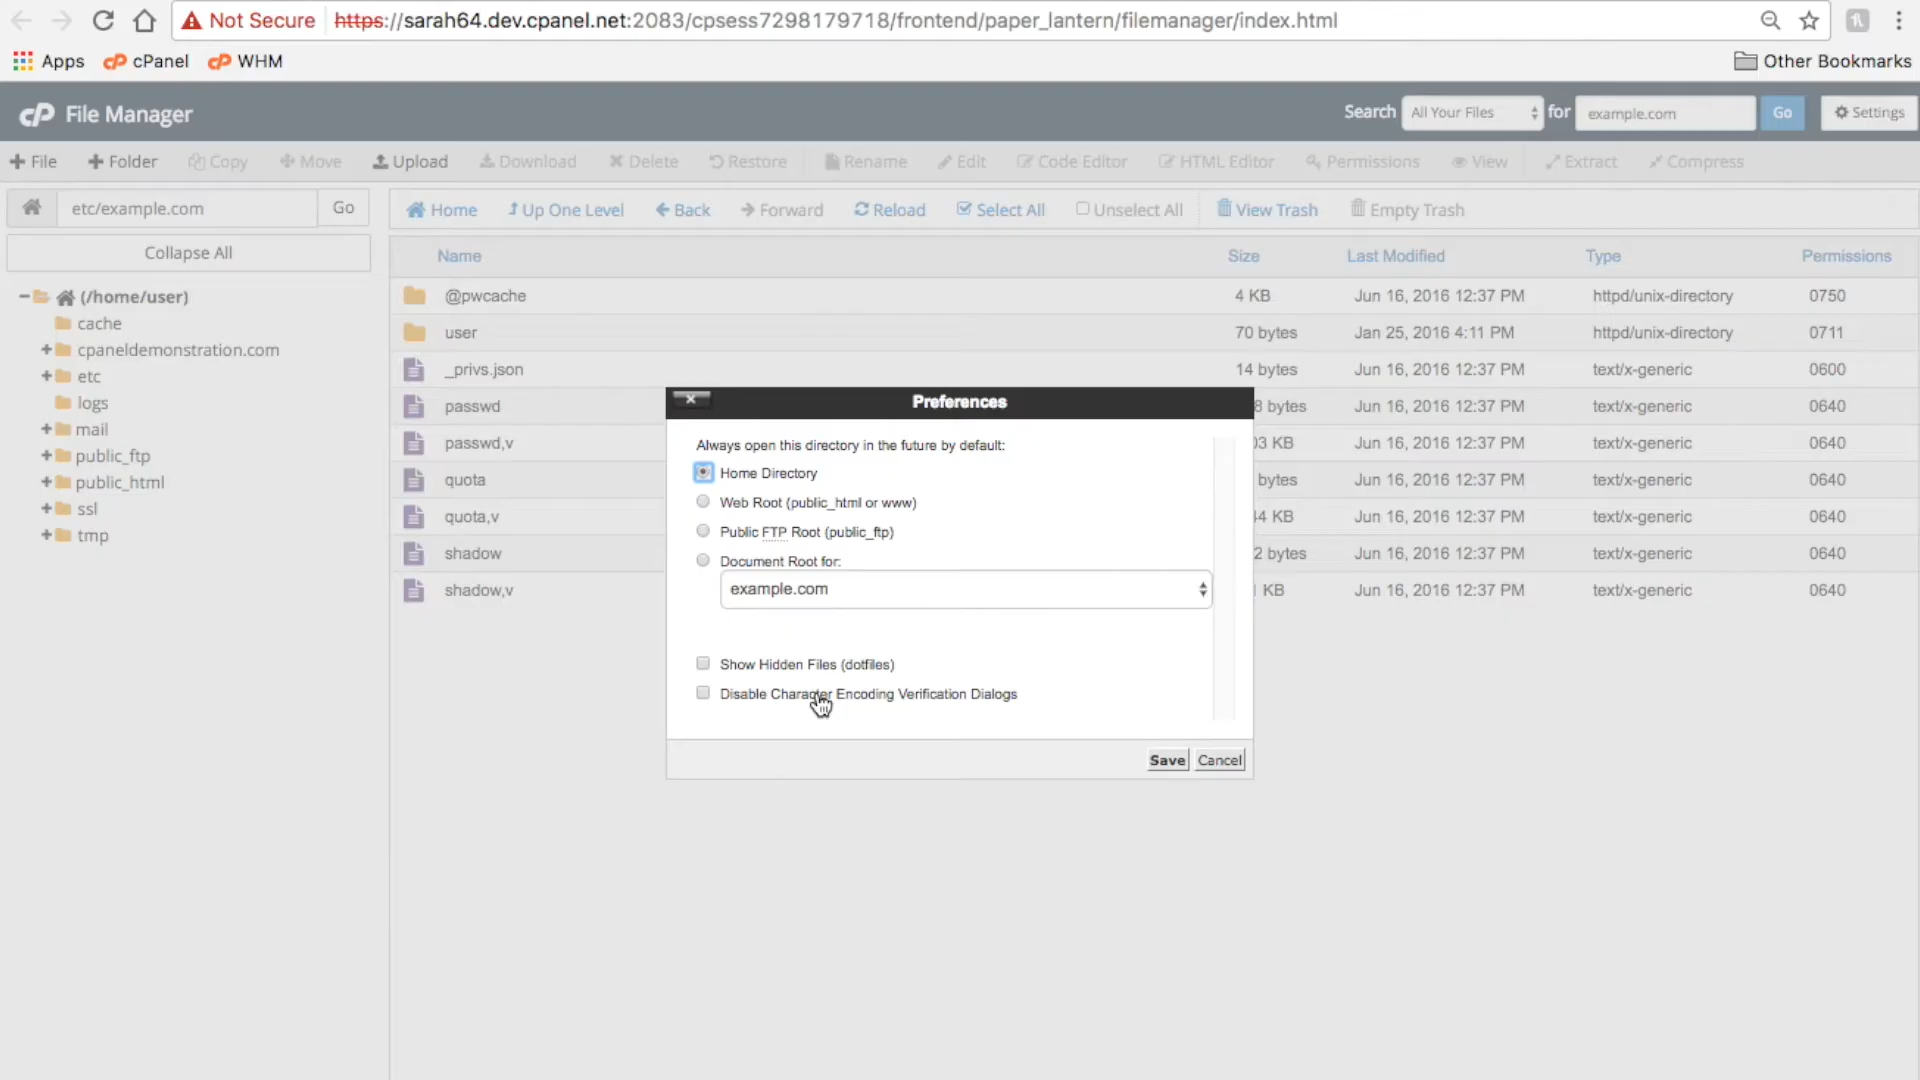 Not Secure https://sarah64.dev.cpanel.net:2083/cpsess7298179718/frontend/paper_lantern/filemanager/index.html
Apps cPanel WHM Other Bookmarks
cP File Manager Search All Your Files for example.com Go Settings
File Folder Copy Move Upload Download Delete Restore Rename Edit Code Editor HTML Editor Permissions View Extract Compress
etc/example.com Go Home Up One Level Back Forward Reload Select All Unselect All View Trash Empty Trash
Collapse All
Name Size Last Modified Type Permissions
(/home/user)
cache
cpaneldemonstration.com
etc
logs
mail
public_ftp
public_html
ssl
tmp
@pwcache 4 KB Jun 16, 2016 12:37 PM httpd/unix-directory 0750
user 70 bytes Jan 25, 2016 4:11 PM httpd/unix-directory 0711
_privs.json 14 bytes Jun 16, 2016 12:37 PM text/x-generic 0600
passwd 8 bytes Jun 16, 2016 12:37 PM text/x-generic 0640
passwd,v 03 KB Jun 16, 2016 12:37 PM text/x-generic 0640
quota bytes Jun 16, 2016 12:37 PM text/x-generic 0640
quota,v 44 KB Jun 16, 2016 12:37 PM text/x-generic 0640
shadow 2 bytes Jun 16, 2016 12:37 PM text/x-generic 0640
shadow,v KB Jun 16, 2016 12:37 PM text/x-generic 0640
Preferences
Always open this directory in the future by default:
Home Directory
Web Root (public_html or www)
Public FTP Root (public_ftp)
Document Root for:
example.com
Show Hidden Files (dotfiles)
Disable Character Encoding Verification Dialogs
Save Cancel